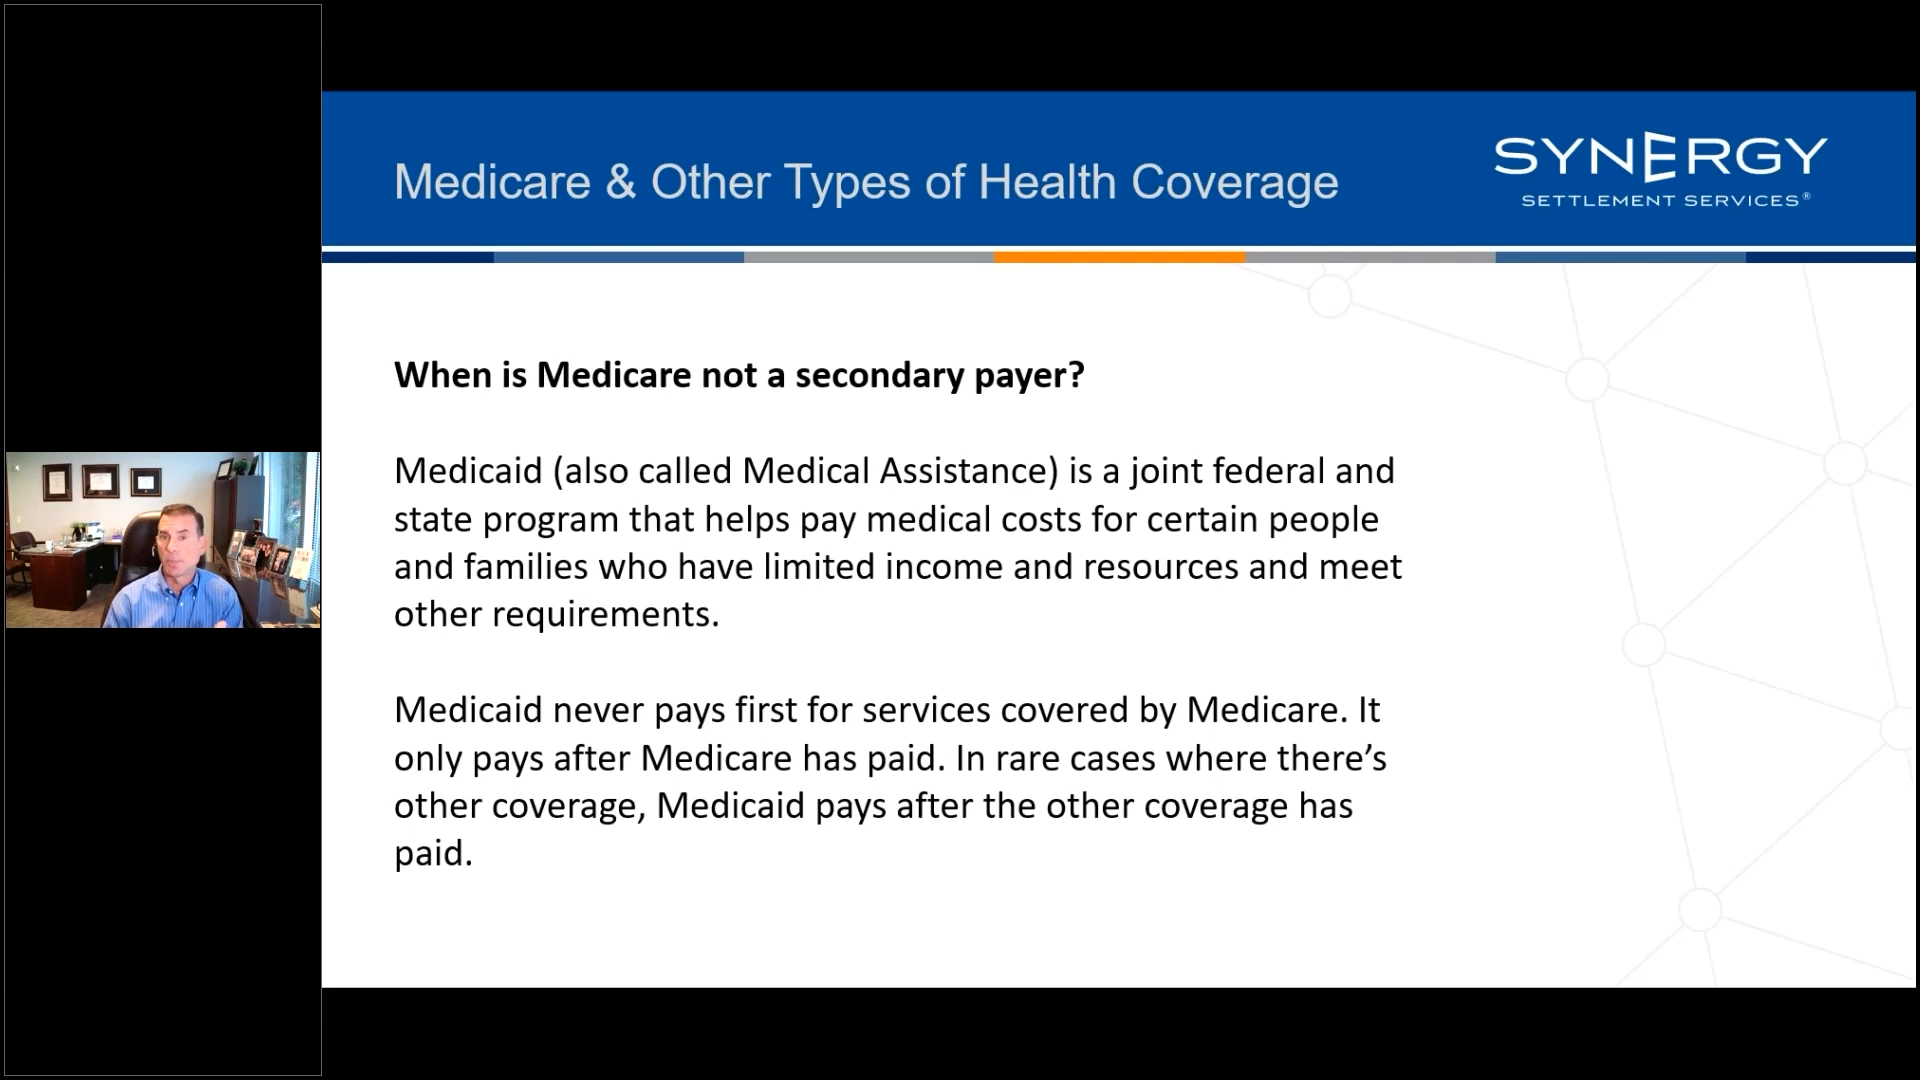 Medicare & Other Types of Health Coverage
SYNERGY
SETTLEMENT SERVICES®
When is Medicare not a secondary payer?
Medicaid (also called Medical Assistance) is a joint federal and
state program that helps pay medical costs for certain people
and families who have limited income and resources and meet
other requirements.
Medicaid never pays first for services covered by Medicare. It
only pays after Medicare has paid. In rare cases where there’s
other coverage, Medicaid pays after the other coverage has
paid.